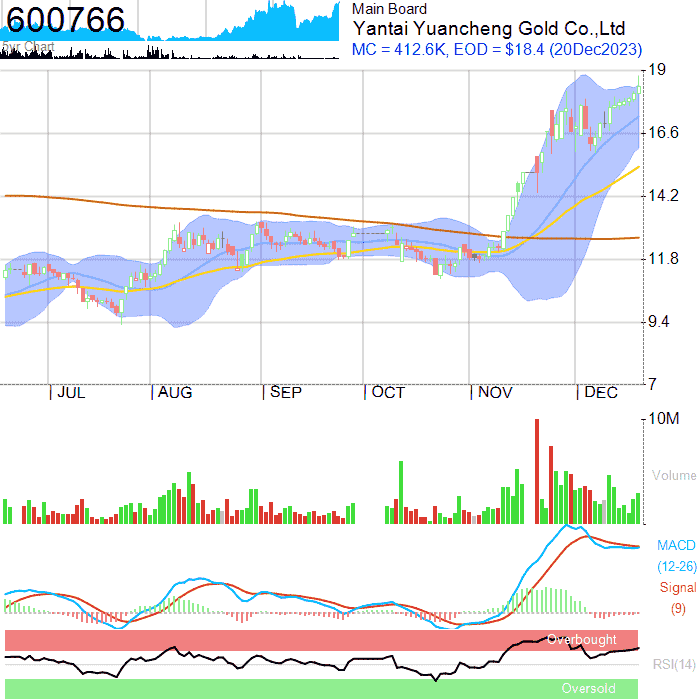 600766
5yr Chart
Main Board
Yantai Yuancheng Gold Co.,Ltd
MC = 412.6K, EOD = $18.4 (20Dec2023)
19
16.6
14.2
11.8
9.4
7
JUL
AUG
SEP
OCT
NOV
DEC
10M
Volume
MACD
(12-26)
Signal
(9)
Overbought
RSI(14)
Oversold